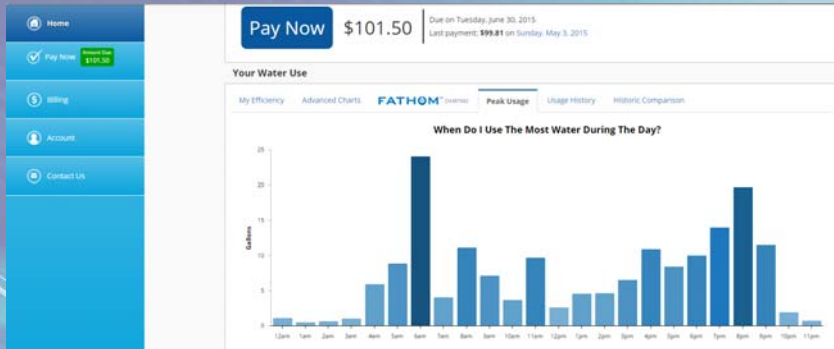 Home
Pay Now Amount Due
$101.50
Billing
Account
Contact Us
Pay Now $101.50
Due on Tuesday, June 30, 2015
Last payment: $99.81 on Sunday, May 3, 2015
Your Water Use
My Efficiency Advanced Charts FATHOM Peak Usage Usage History Historic Comparison
When Do I Use The Most Water During The Day?
Gallons
25
20
15
10
5
0
12am 1am 2am 3am 4am 5am 6am 7am 8am 9am 10am 11am 12am 1pm 2pm 3pm 4pm 5pm 6pm 7pm 8pm 9pm 10pm 11pm